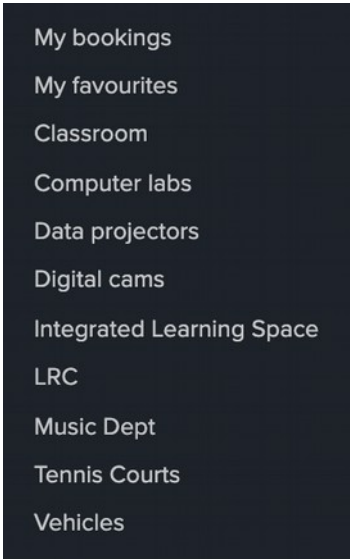 My bookings
My favourites
Classroom
Computer labs
Data projectors
Digital cams
Integrated Learning Space
LRC
Music Dept
Tennis Courts
Vehicles